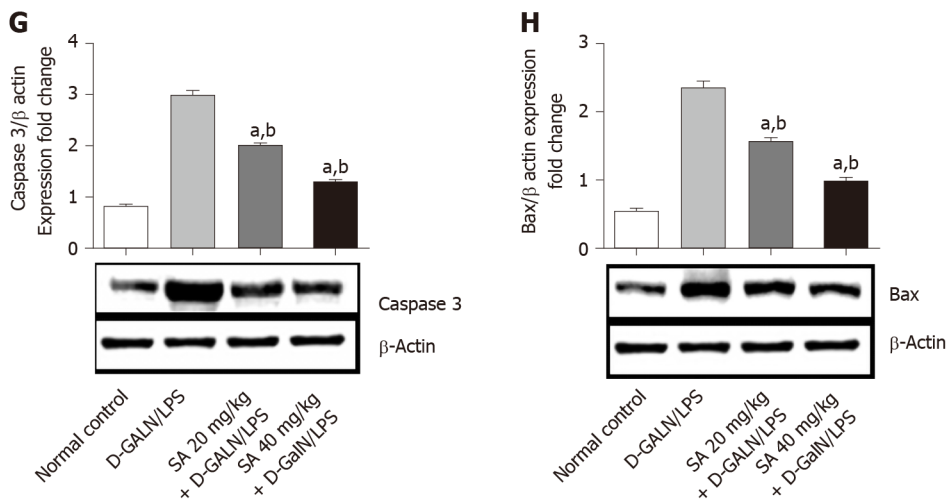 G
Caspase 3/β actin
Expression fold change
4
3
2
1
0
a,b
a,b
Caspase 3
β-Actin
Normal control
D-GALN/LPS
SA 20 mg/kg
+ D-GALN/LPS
SA 40 mg/kg
+ D-GalN/LPS
H
Bax/β actin expression
fold change
3
2
1
0
a,b
a,b
Bax
β-Actin
Normal control
D-GALN/LPS
SA 20 mg/kg
+ D-GALN/LPS
SA 40 mg/kg
+ D-GalN/LPS